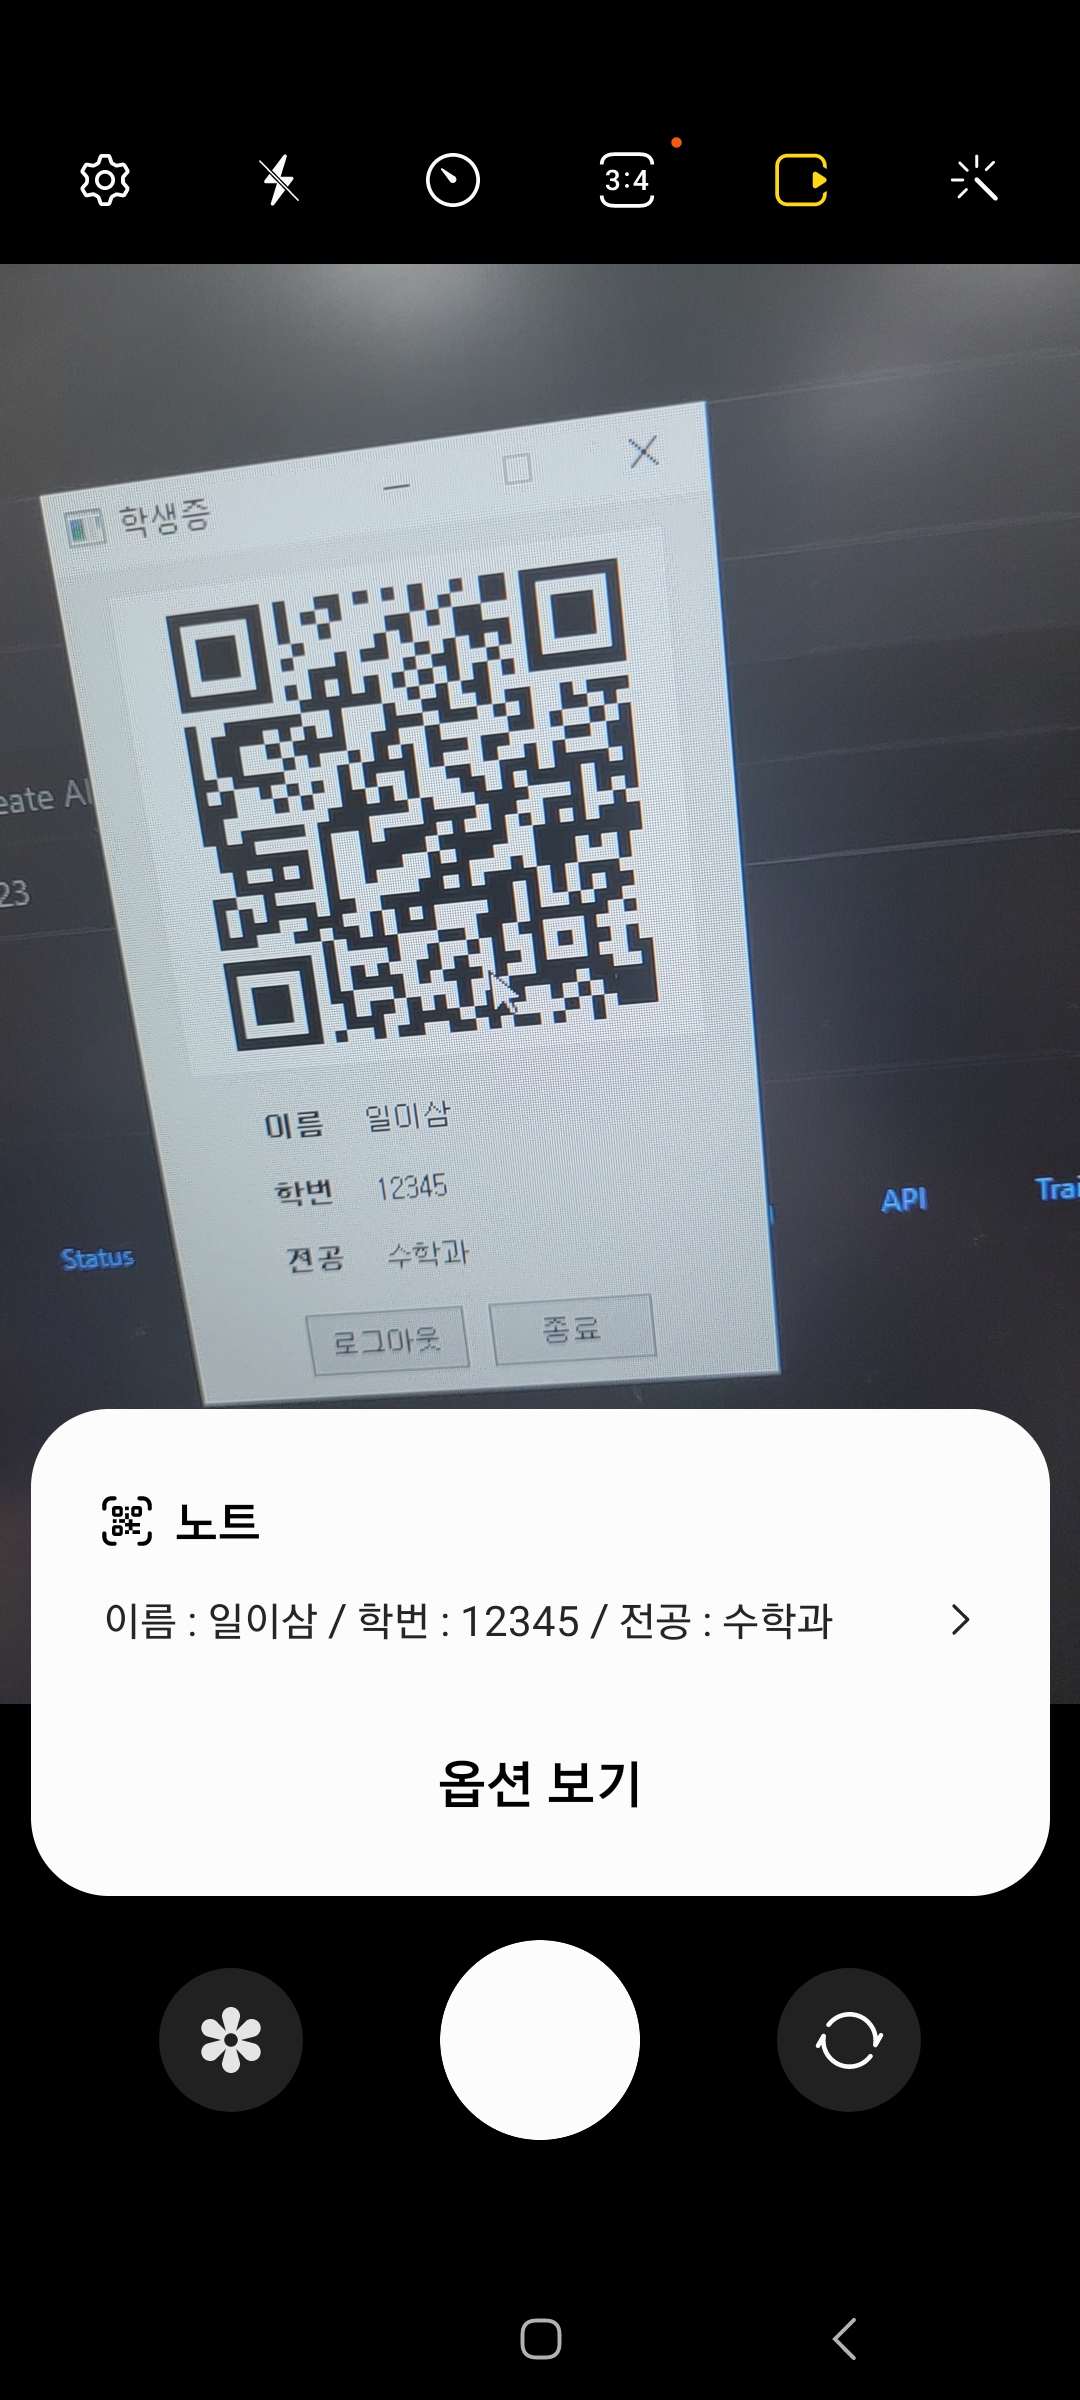 3:4
학생증
eate AI
23
이름 일이삼
학번 12345
전공 수학과
Status
API
Trai
로그아웃 종료
노트
이름 : 일이삼 / 학번 : 12345 / 전공 : 수학과
옵션 보기